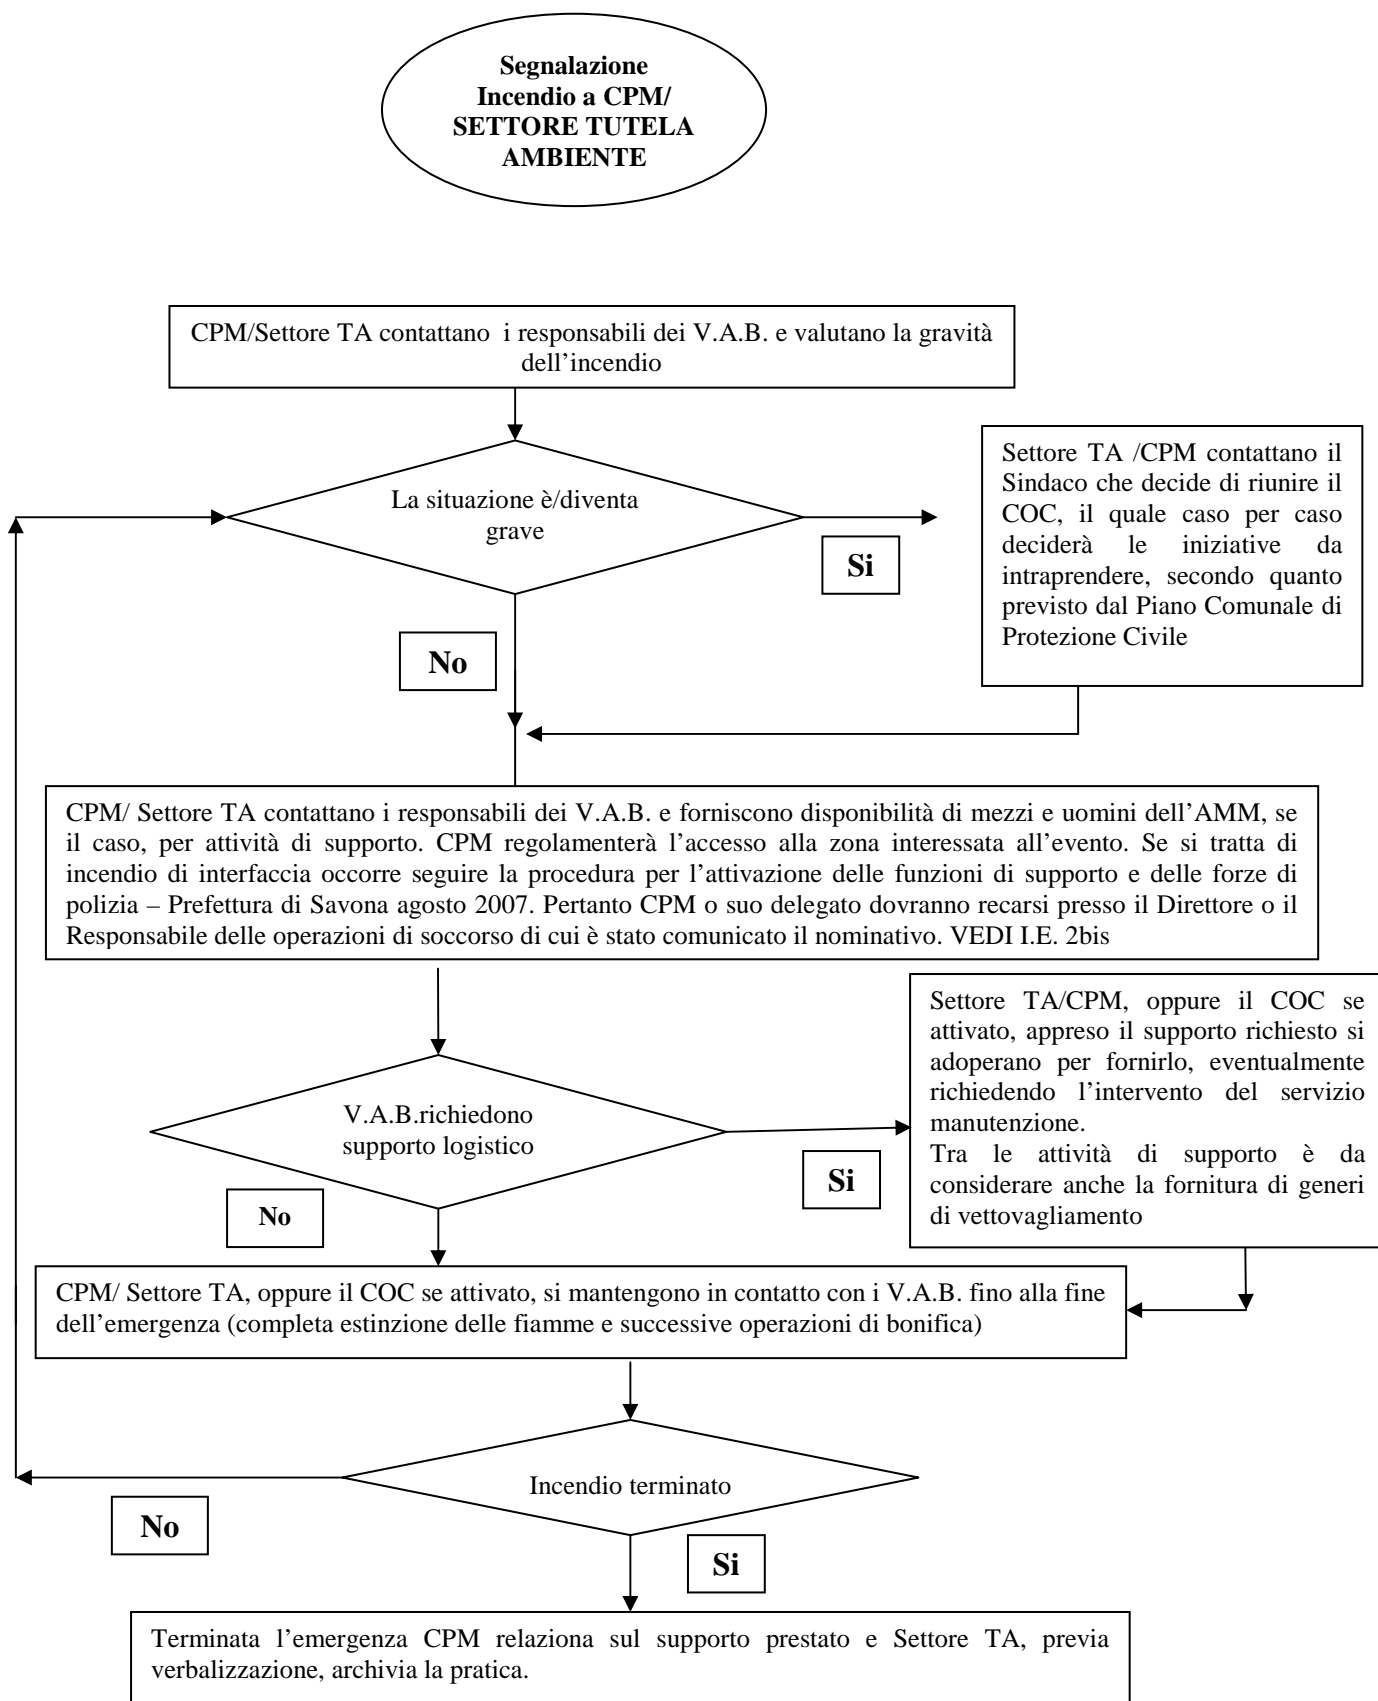 Segnalazione
Incendio a CPM/
SETTORE TUTELA
AMBIENTE
CPM/Settore TA contattano i responsabili dei V.A.B. e valutano la gravità
dell’incendio
La situazione è/diventa
grave
Si
Settore TA /CPM contattano il
Sindaco che decide di riunire il
COC, il quale caso per caso
deciderà le iniziative da
intraprendere, secondo quanto
previsto dal Piano Comunale di
Protezione Civile
No
CPM/ Settore TA contattano i responsabili dei V.A.B. e forniscono disponibilità di mezzi e uomini dell’AMM, se
il caso, per attività di supporto. CPM regolamenterà l’accesso alla zona interessata all’evento. Se si tratta di
incendio di interfaccia occorre seguire la procedura per l’attivazione delle funzioni di supporto e delle forze di
polizia – Prefettura di Savona agosto 2007. Pertanto CPM o suo delegato dovranno recarsi presso il Direttore o il
Responsabile delle operazioni di soccorso di cui è stato comunicato il nominativo. VEDI I.E. 2bis
V.A.B.richiedono
supporto logistico
Si
Settore TA/CPM, oppure il COC se
attivato, appreso il supporto richiesto si
adoperano per fornirlo, eventualmente
richiedendo l’intervento del servizio
manutenzione.
Tra le attività di supporto è da
considerare anche la fornitura di generi
di vettovagliamento
No
CPM/ Settore TA, oppure il COC se attivato, si mantengono in contatto con i V.A.B. fino alla fine
dell’emergenza (completa estinzione delle fiamme e successive operazioni di bonifica)
Incendio terminato
No
Si
Terminata l’emergenza CPM relaziona sul supporto prestato e Settore TA, previa
verbalizzazione, archivia la pratica.